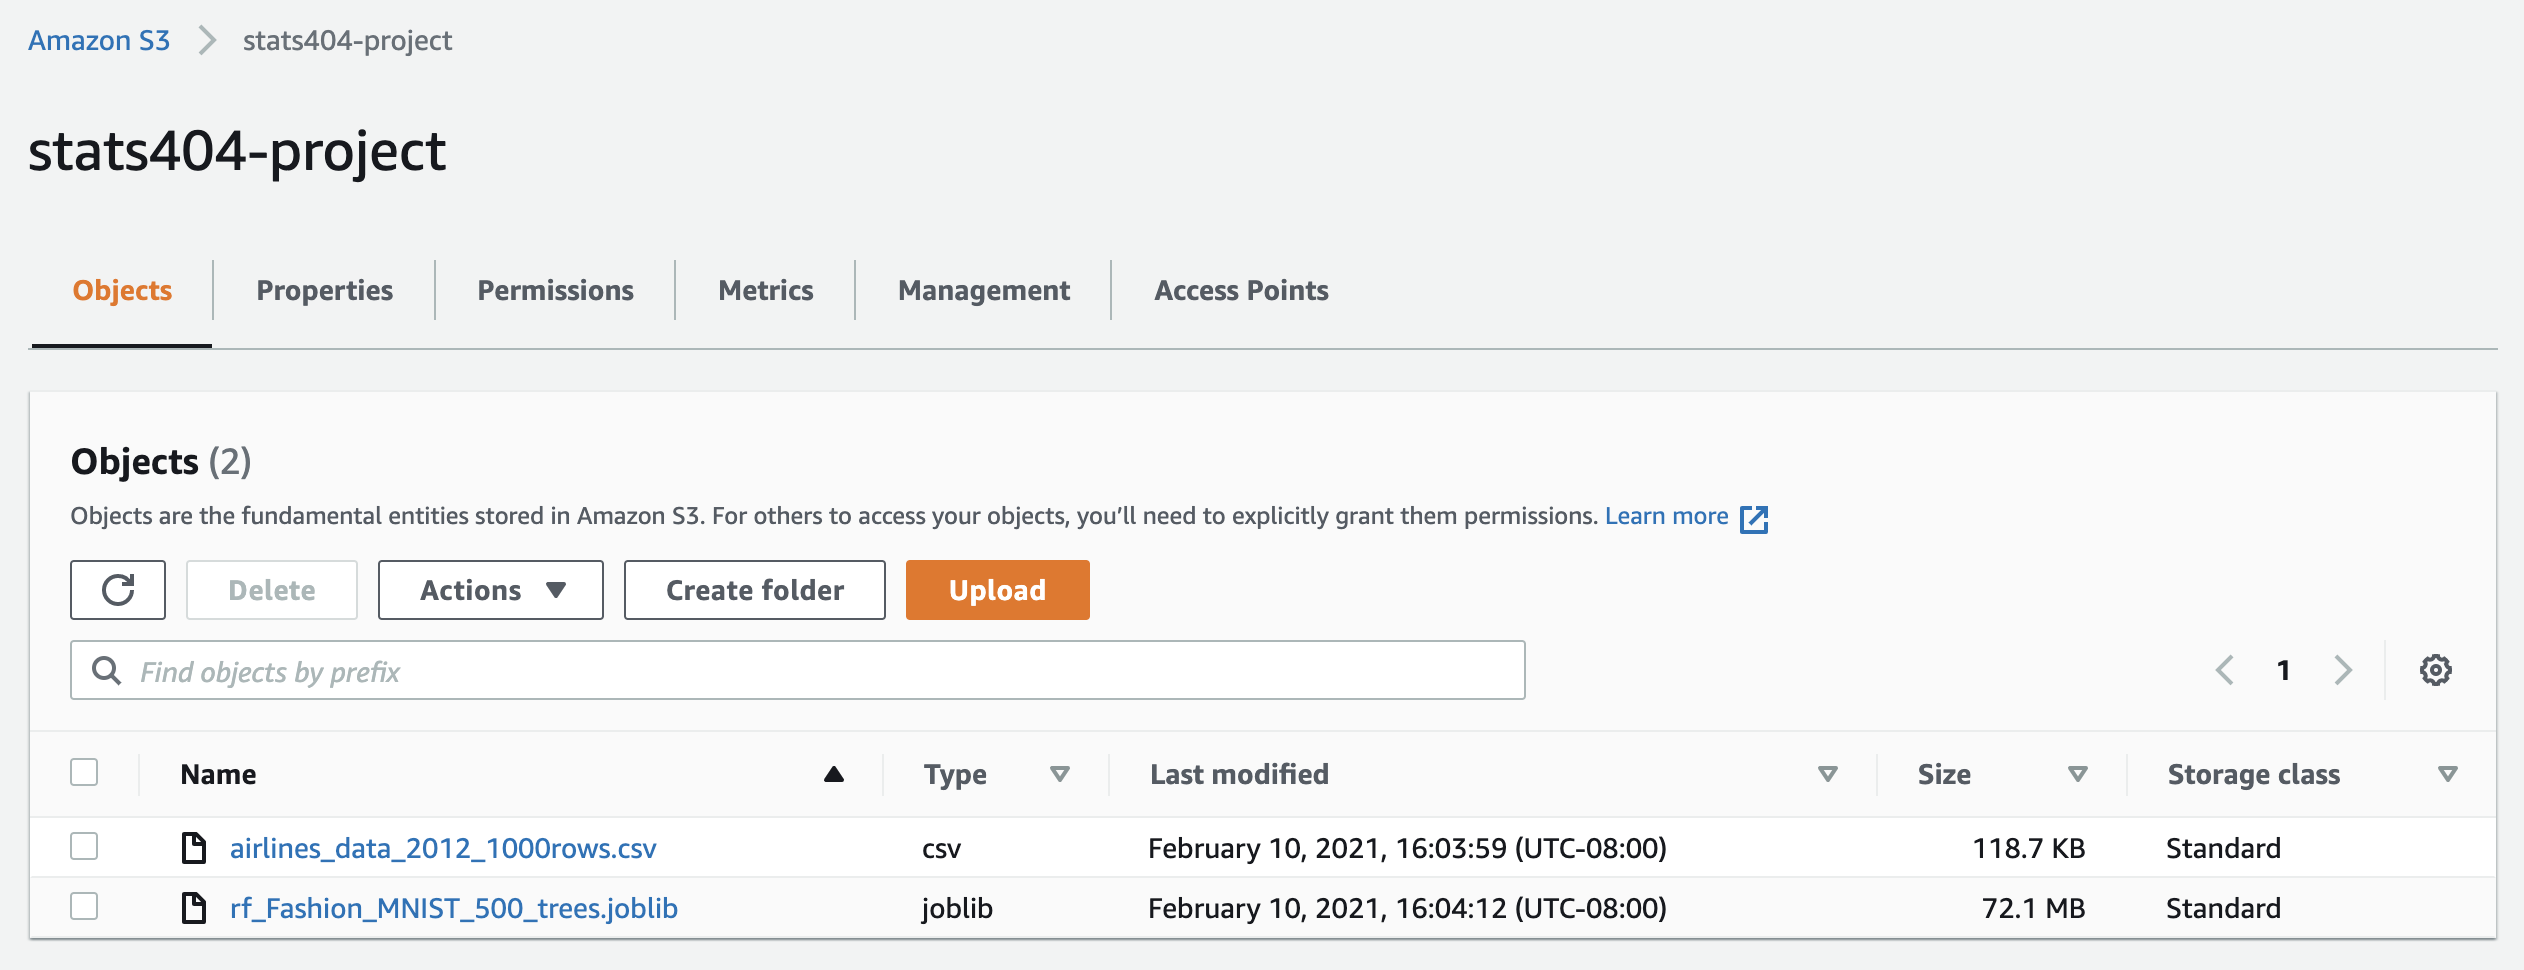 Amazon S3 stats404-project
stats404-project
Objects Properties Permissions Metrics Management Access Points
Objects (2)
Objects are the fundamental entities stored in Amazon S3. For others to access your objects, you’ll need to explicitly grant them permissions. Learn more
Delete Actions Create folder Upload
Find objects by prefix 1
Name Type Last modified Size Storage class
airlines_data_2012_1000rows.csv csv February 10, 2021, 16:03:59 (UTC-08:00) 118.7 KB Standard
rf_Fashion_MNIST_500_trees.joblib joblib February 10, 2021, 16:04:12 (UTC-08:00) 72.1 MB Standard